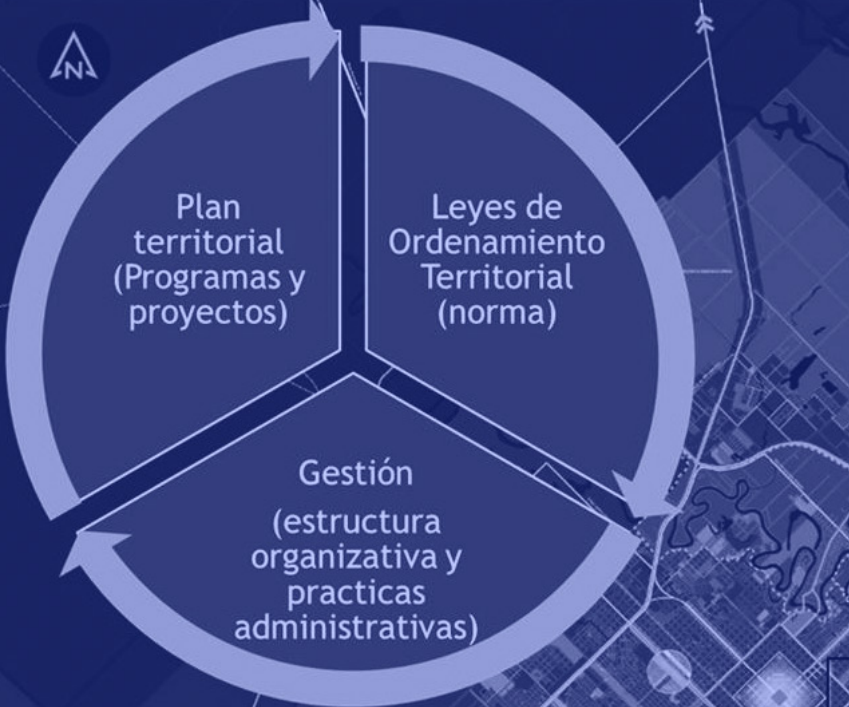 N
Plan
territorial
(Programas y
proyectos)
Leyes de
Ordenamiento
Territorial
(norma)
Gestión
(estructura
organizativa y
practicas
administrativas)